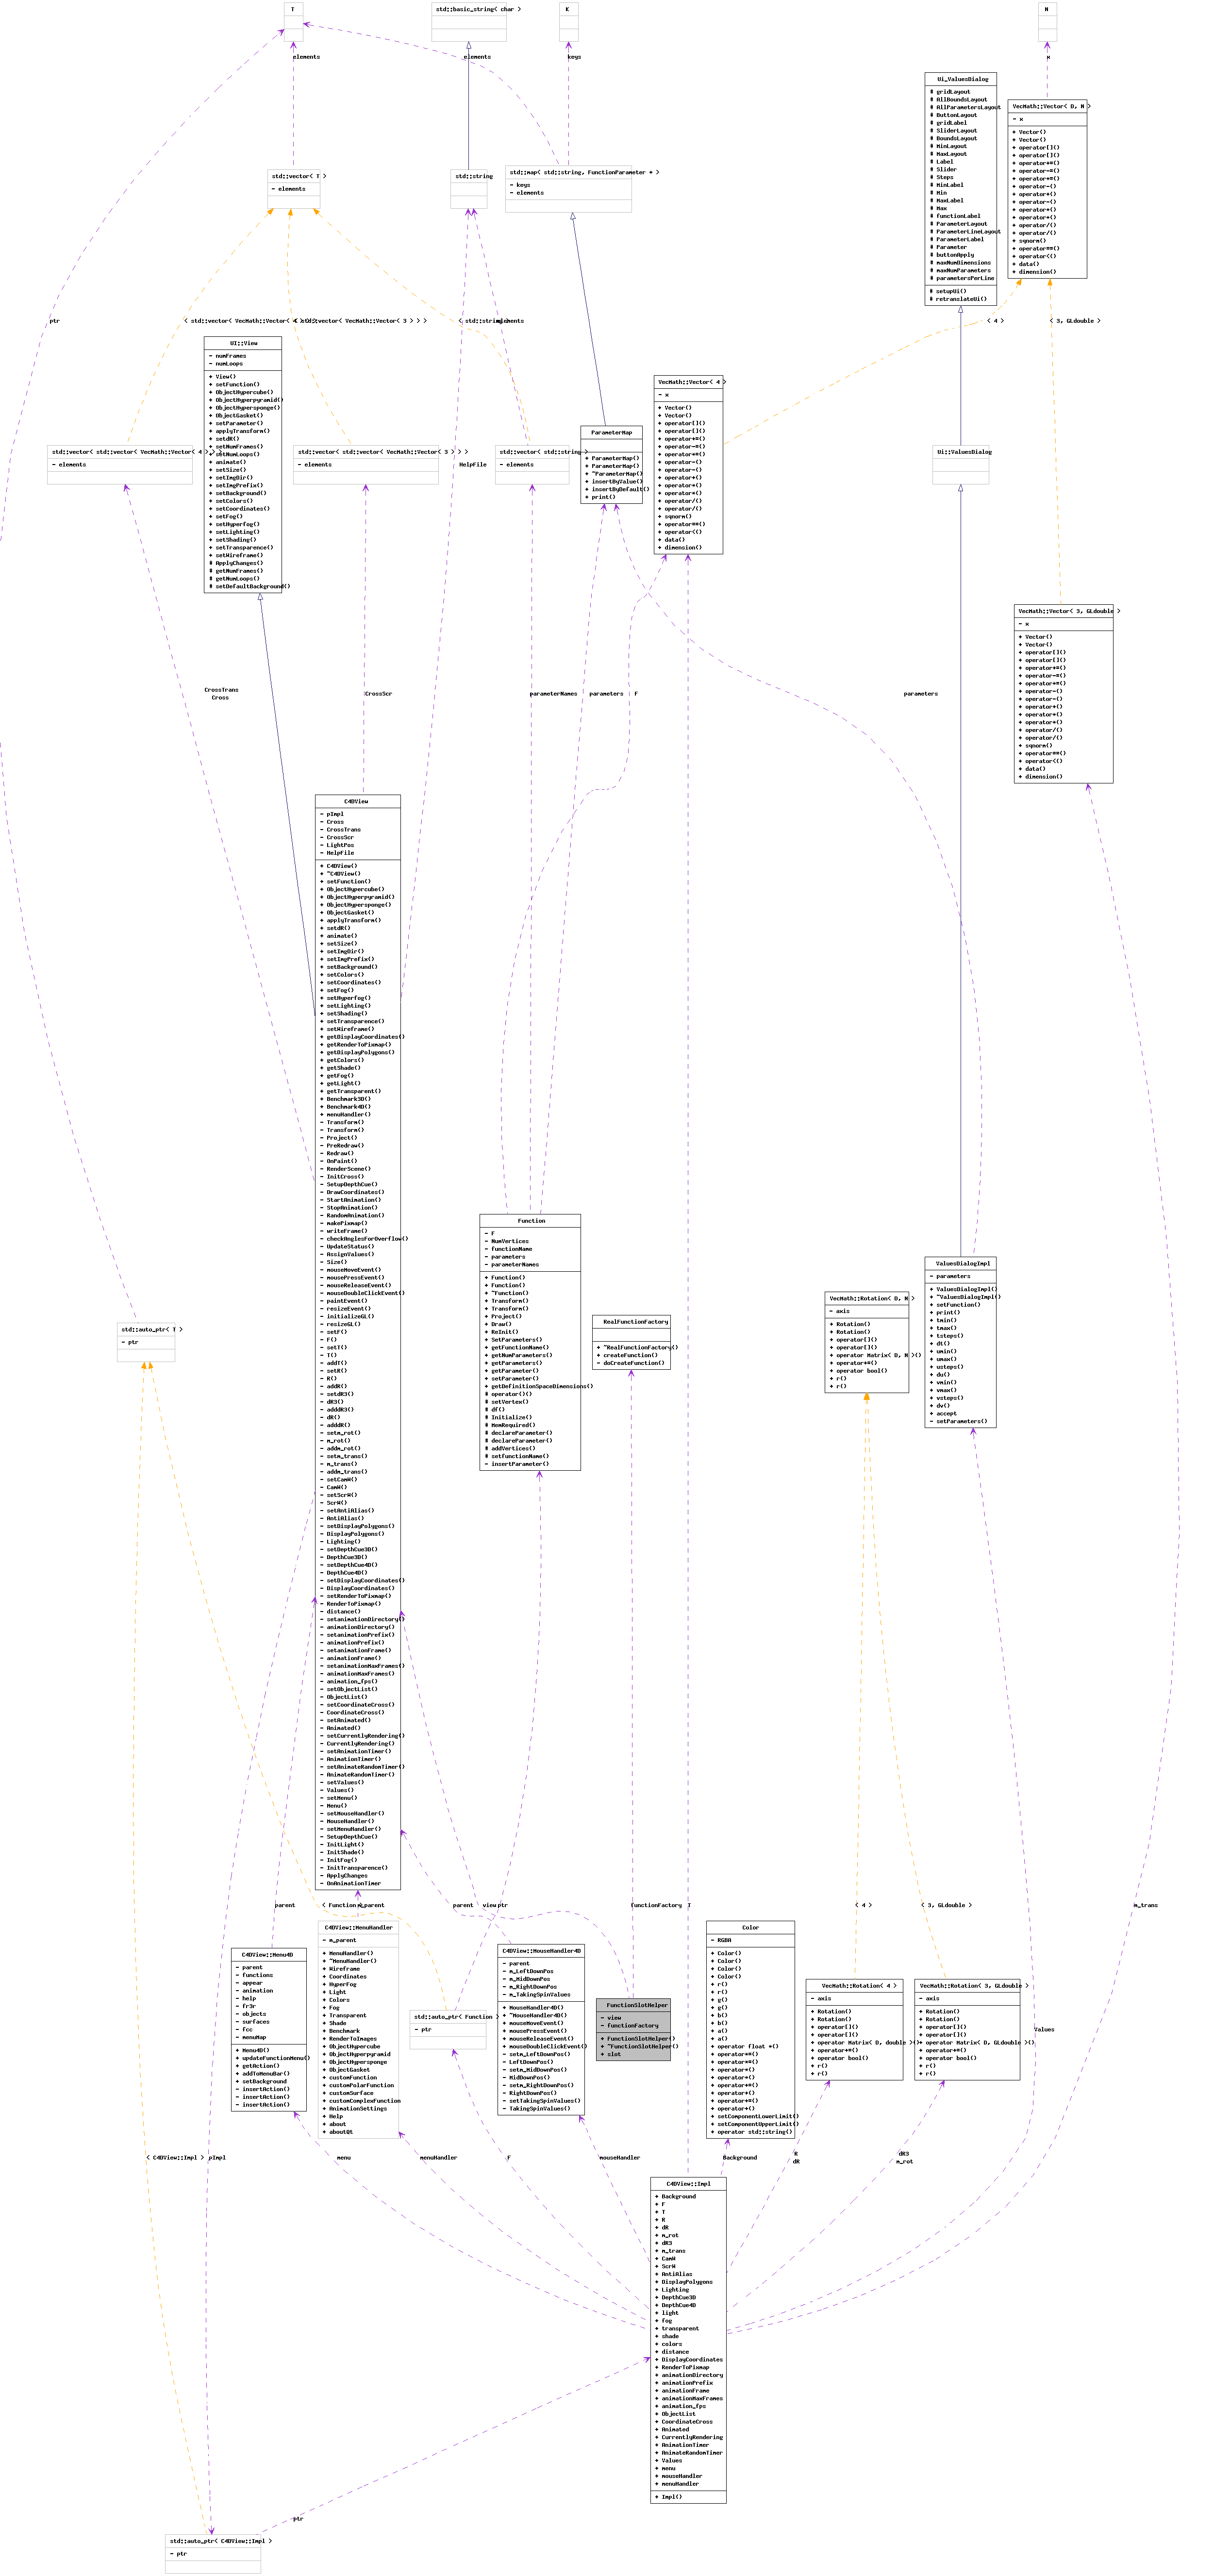 T
std::basic_string< char >
K
N
elements
elements
keys
x
Ui_ValuesDialog
# gridLayout
# AllBoundsLayout
# AllParametersLayout
# ButtonLayout
# gridLabel
# SliderLayout
# BoundsLayout
# MinLayout
# MaxLayout
# Label
# Slider
# Steps
# MinLabel
# Min
# MaxLabel
# Max
# functionLabel
# ParameterLayout
# ParameterLineLayout
# ParameterLabel
# Parameter
# buttonApply
# maxNumDimensions
# maxNumParameters
# parametersPerLine
# setupUi()
# retranslateUi()
VecMath::Vector< D, N >
- x
+ Vector()
+ Vector()
+ operator[]()
+ operator[]()
+ operator+=()
+ operator-=()
+ operator*=()
+ operator-()
+ operator+()
+ operator-()
+ operator*()
+ operator*()
+ operator/()
+ operator/()
+ sqnorm()
+ operator==()
+ operator<()
+ data()
+ dimension()
std::vector< T >
- elements
std::string
std::map< std::string, FunctionParameter * >
- keys
- elements
ptr
< std::vector< VecMath::Vector< 3 > > >
elements
< 4 >
< 3, GLdouble >
UI::View
- numFrames
- numLoops
+ View()
+ setFunction()
+ ObjectHypercube()
+ ObjectHyperpyramid()
+ ObjectHypersponge()
+ ObjectGasket()
+ setParameter()
+ applyTransform()
+ setdR()
+ setNumFrames()
+ setNumLoops()
+ animate()
+ setSize()
+ setImgDir()
+ setImgPrefix()
+ setBackground()
+ setColors()
+ setCoordinates()
+ setFog()
+ setHyperfog()
+ setLighting()
+ setShading()
+ setTransparence()
+ setWireframe()
# ApplyChanges()
# getNumFrames()
# getNumLoops()
# setDefaultBackground()
std::vector< std::vector< VecMath::Vector< 4 > > >
- elements
std::vector< std::vector< VecMath::Vector< 3 > > >
- elements
HelpFile
std::vector< std::string >
- elements
ParameterMap
+ ParameterMap()
+ ParameterMap()
+ ~ParameterMap()
+ insertByValue()
+ insertByDefault()
+ print()
VecMath::Vector< 4 >
- x
+ Vector()
+ Vector()
+ operator[]()
+ operator[]()
+ operator+=()
+ operator-=()
+ operator*=()
+ operator-()
+ operator-()
+ operator+()
+ operator*()
+ operator*()
+ operator/()
+ operator/()
+ sqnorm()
+ operator==()
+ operator<()
+ data()
+ dimension()
Ui::ValuesDialog
VecMath::Vector< 3, GLdouble >
- x
+ Vector()
+ Vector()
+ operator[]()
+ operator[]()
+ operator+=()
+ operator-=()
+ operator*=()
+ operator-()
+ operator-()
+ operator+()
+ operator*()
+ operator*()
+ operator/()
+ operator/()
+ sqnorm()
+ operator==()
+ operator<()
+ data()
+ dimension()
CrossTrans
Cross
CrossScr
parameterNames
parameters
F
parameters
C4DView
- pImpl
- Cross
- CrossTrans
- CrossScr
- LightPos
- HelpFile
+ C4DView()
+ ~C4DView()
+ setFunction()
+ ObjectHypercube()
+ ObjectHyperpyramid()
+ ObjectHypersponge()
+ ObjectGasket()
+ applyTransform()
+ setdR()
+ animate()
+ setSize()
+ setImgDir()
+ setImgPrefix()
+ setBackground()
+ setColors()
+ setCoordinates()
+ setFog()
+ setHyperfog()
+ setLighting()
+ setShading()
+ setTransparence()
+ setWireframe()
+ getDisplayCoordinates()
+ getRenderToPixmap()
+ getDisplayPolygons()
+ getColors()
+ getShade()
+ getFog()
+ getLight()
+ getTransparent()
+ Benchmark3D()
+ Benchmark4D()
+ menuHandler()
- Transform()
- Transform()
- Project()
- PreRedraw()
- Redraw()
- OnPaint()
- RenderScene()
- InitCross()
- SetupDepthCue()
- DrawCoordinates()
- StartAnimation()
- StopAnimation()
- RandomAnimation()
- makePixmap()
- writeFrame()
- checkAnglesForOverflow()
- UpdateStatus()
- AssignValues()
- Size()
- mouseMoveEvent()
- mousePressEvent()
- mouseReleaseEvent()
- mouseDoubleClickEvent()
- paintEvent()
- resizeEvent()
- initializeGL()
- resizeGL()
- setF()
- F()
- setT()
- T()
- addT()
- setR()
- R()
- addR()
- setdR3()
- dR3()
- adddR3()
- dR()
- adddR()
- setm_rot()
- m_rot()
- addm_rot()
- setm_trans()
- m_trans()
- addm_trans()
- setCamW()
- CamW()
- setScrW()
- ScrW()
- setAntiAlias()
- AntiAlias()
- setDisplayPolygons()
- DisplayPolygons()
- Lighting()
- setDepthCue3D()
- DepthCue3D()
- setDepthCue4D()
- DepthCue4D()
- setDisplayCoordinates()
- DisplayCoordinates()
- setRenderToPixmap()
- RenderToPixmap()
- distance()
- setanimationDirectory()
- animationDirectory()
- setanimationPrefix()
- animationPrefix()
- setanimationFrame()
- animationFrame()
- setanimationMaxFrames()
- animationMaxFrames()
- animation_fps()
- setObjectList()
- ObjectList()
- setCoordinateCross()
- CoordinateCross()
- setAnimated()
- Animated()
- setCurrentlyRendering()
- CurrentlyRendering()
- setAnimationTimer()
- AnimationTimer()
- setAnimateRandomTimer()
- AnimateRandomTimer()
- setValues()
- Values()
- setMenu()
- Menu()
- setMouseHandler()
- MouseHandler()
- setMenuHandler()
- SetupDepthCue()
- InitLight()
- InitShade()
- InitFog()
- InitTransparence()
- ApplyChanges
- OnAnimationTimer
Function
- F
- NumVertices
- functionName
- parameters
- parameterNames
+ Function()
+ Function()
+ ~Function()
+ Transform()
+ Transform()
+ Project()
+ Draw()
+ ReInit()
+ SetParameters()
+ getFunctionName()
+ getNumParameters()
+ getParameters()
+ getParameter()
+ setParameter()
+ getDefinitionSpaceDimensions()
# operator()()
# setVertex()
# df()
# Initialize()
# MemRequired()
# declareParameter()
# declareParameter()
# addVertices()
# setfunctionName()
- insertParameter()
RealFunctionFactory
+ ~RealFunctionFactory()
+ createFunction()
- doCreateFunction()
VecMath::Rotation< D, N >
- axis
+ Rotation()
+ Rotation()
+ operator[]()
+ operator[]()
+ operator Matrix< D, N >()
+ operator+=()
+ operator bool()
+ r()
+ r()
ValuesDialogImpl
- parameters
+ ValuesDialogImpl()
+ ~ValuesDialogImpl()
+ setFunction()
+ print()
+ tmin()
+ tmax()
+ tsteps()
+ dt()
+ umin()
+ umax()
+ usteps()
+ du()
+ vmin()
+ vmax()
+ vsteps()
+ dv()
+ accept
- setParameters()
std::auto_ptr< T >
- ptr
parent
< Function >
m_parent
parent
view
ptr
functionFactory
T
< 4 >
< 3, GLdouble >
m_trans
C4DView::Menu4D
- parent
- functions
- appear
- animation
- help
- fr3r
- objects
- surfaces
- fcc
- menuMap
+ Menu4D()
+ updateFunctionMenu()
+ getAction()
+ addToMenuBar()
+ setBackground
- insertAction()
- insertAction()
- insertAction()
C4DView::MenuHandler
- m_parent
+ MenuHandler()
+ ~MenuHandler()
+ Wireframe
+ Coordinates
+ HyperFog
+ Light
+ Colors
+ Fog
+ Transparent
+ Shade
+ Benchmark
+ RenderToImages
+ ObjectHypercube
+ ObjectHyperpyramid
+ ObjectHypersponge
+ ObjectGasket
+ customFunction
+ customPolarFunction
+ customSurface
+ customComplexFunction
+ AnimationSettings
+ Help
+ about
+ aboutQt
std::auto_ptr< Function >
- ptr
C4DView::MouseHandler4D
- parent
- m_LeftDownPos
- m_MidDownPos
- m_RightDownPos
- m_TakingSpinValues
+ MouseHandler4D()
+ ~MouseHandler4D()
+ mouseMoveEvent()
+ mousePressEvent()
+ mouseReleaseEvent()
+ mouseDoubleClickEvent()
- setm_LeftDownPos()
- LeftDownPos()
- setm_MidDownPos()
- MidDownPos()
- setm_RightDownPos()
- RightDownPos()
- setTakingSpinValues()
- TakingSpinValues()
FunctionSlotHelper
- view
- functionFactory
+ FunctionSlotHelper()
+ ~FunctionSlotHelper()
+ slot
Color
- RGBA
+ Color()
+ Color()
+ Color()
+ Color()
+ r()
+ r()
+ g()
+ g()
+ b()
+ b()
+ a()
+ a()
+ operator float *()
+ operator+=()
+ operator*=()
+ operator*()
+ operator+()
+ operator*=()
+ operator*()
+ operator+=()
+ operator+()
+ setComponentLowerLimit()
+ setComponentUpperLimit()
+ operator std::string()
VecMath::Rotation< 4 >
- axis
+ Rotation()
+ Rotation()
+ operator[]()
+ operator[]()
+ operator Matrix< D, double >()
+ operator+=()
+ operator bool()
+ r()
+ r()
VecMath::Rotation< 3, GLdouble >
- axis
+ Rotation()
+ Rotation()
+ operator[]()
+ operator[]()
+ operator Matrix< D, GLdouble >()
+ operator+=()
+ operator bool()
+ r()
+ r()
Values
< C4DView::Impl >
pImpl
menu
menuHandler
F
mouseHandler
Background
R
dR
dR3
m_rot
C4DView::Impl
+ Background
+ F
+ T
+ R
+ dR
+ m_rot
+ dR3
+ m_trans
+ CamW
+ ScrW
+ AntiAlias
+ DisplayPolygons
+ Lighting
+ DepthCue3D
+ DepthCue4D
+ light
+ fog
+ transparent
+ shade
+ colors
+ distance
+ DisplayCoordinates
+ RenderToPixmap
+ animationDirectory
+ animationPrefix
+ animationFrame
+ animationMaxFrames
+ animation_fps
+ ObjectList
+ CoordinateCross
+ Animated
+ CurrentlyRendering
+ AnimationTimer
+ AnimateRandomTimer
+ Values
+ menu
+ mouseHandler
+ menuHandler
+ Impl()
ptr
std::auto_ptr< C4DView::Impl >
- ptr